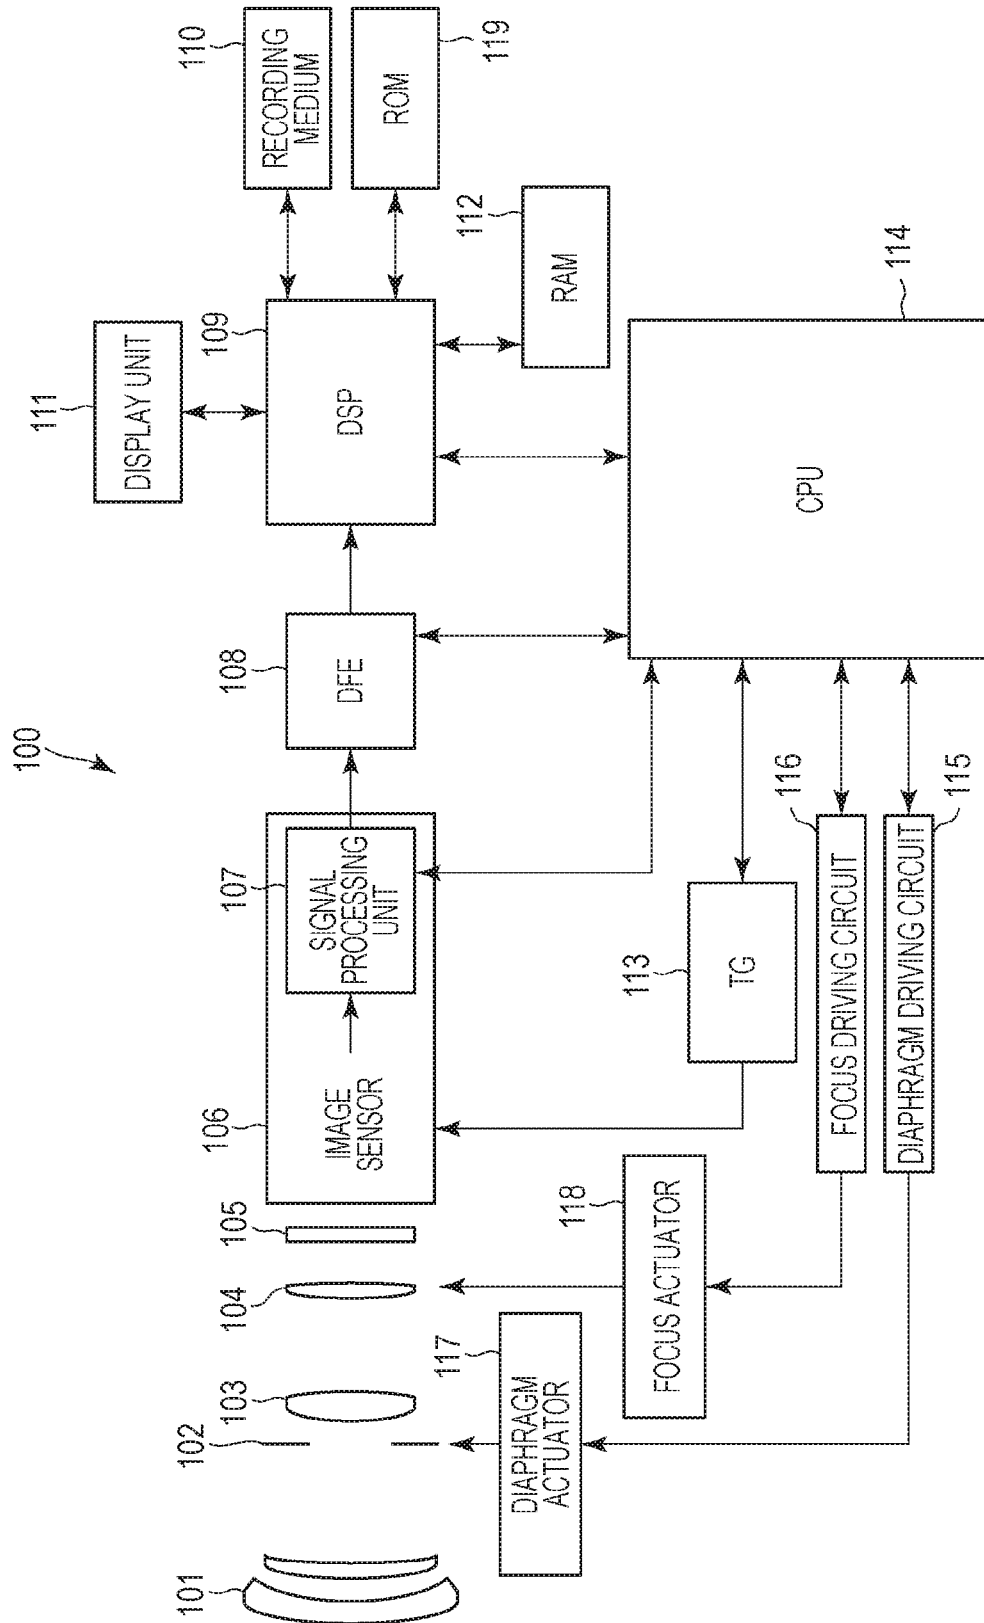 100
101
102
103
104
105
106
IMAGE
SENSOR
107
SIGNAL
PROCESSING
UNIT
108
DFE
109
DSP
111
DISPLAY UNIT
110
RECORDING
MEDIUM
119
ROM
112
RAM
114
CPU
113
TG
116
FOCUS DRIVING CIRCUIT
115
DIAPHRAGM DRIVING CIRCUIT
118
FOCUS ACTUATOR
117
DIAPHRAGM
ACTUATOR